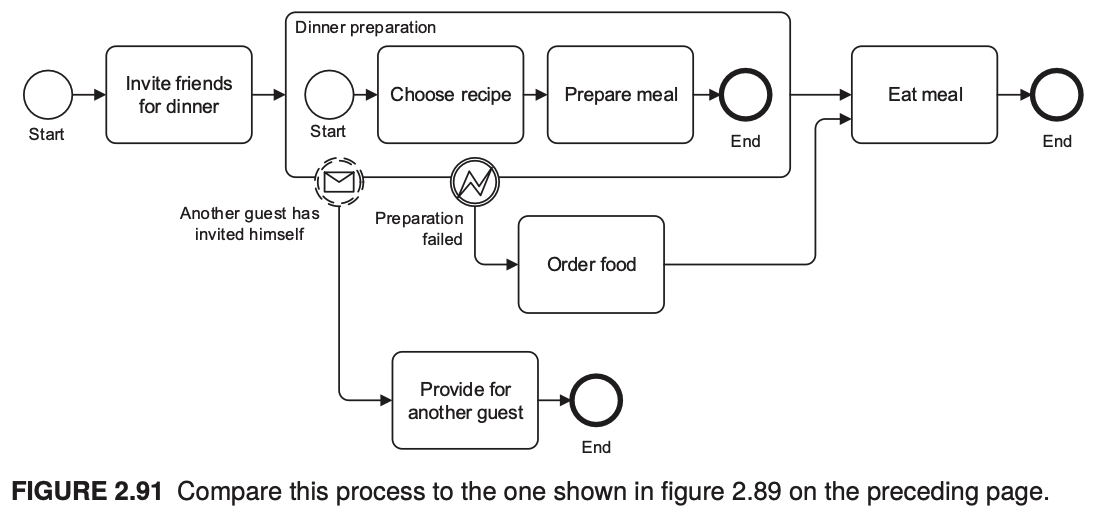 Dinner preparation
Invite friends
for dinner
Choose recipe
Prepare meal
Eat meal
Start
Start
End
End
Another guest has
invited himself
Preparation
failed
Order food
Provide for
another guest
End
FIGURE 2.91 Compare this process to the one shown in figure 2.89 on the preceding page.